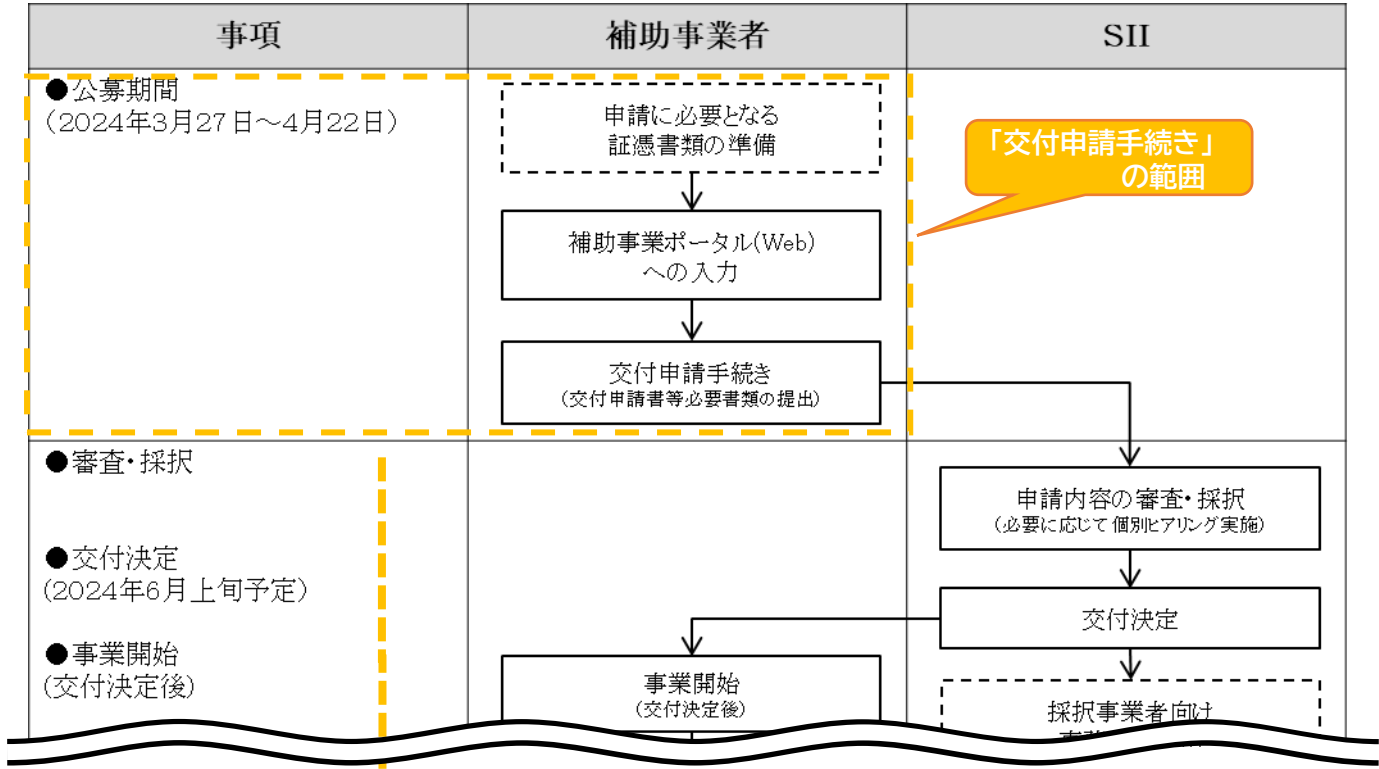 事項
補助事業者
SII
●公募期間
(2024年3月27日～4月22日)
申請に必要となる
証憑書類の準備
「交付申請手続き」
の範囲
補助事業ポータル(Web)
への入力
交付申請手続き
(交付申請書等必要書類の提出)
●審査・採択
申請内容の審査・採択
(必要に応じて個別ヒアリング実施)
●交付決定
(2024年6月上旬予定)
交付決定
●事業開始
(交付決定後)
事業開始
(交付決定後)
採択事業者向け